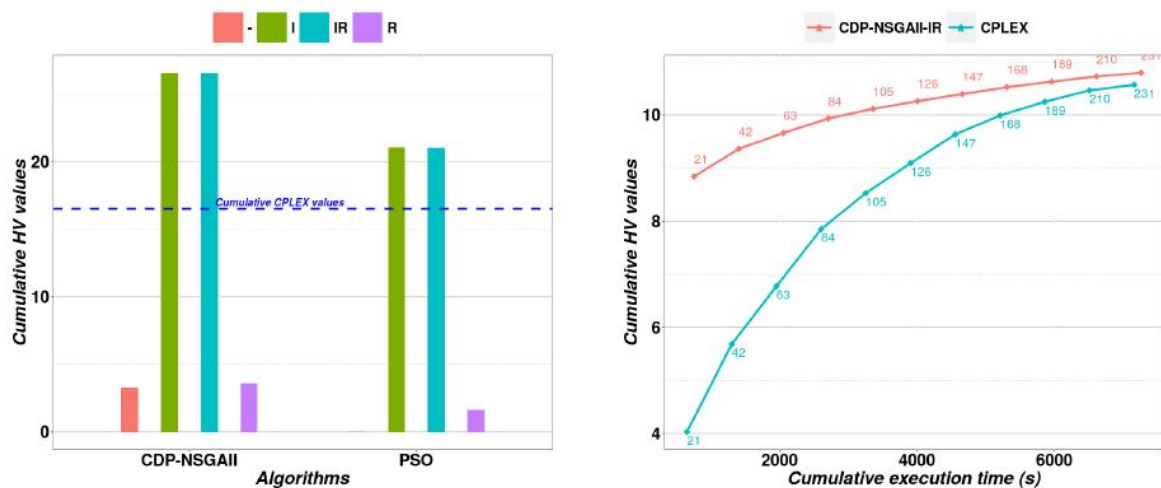 - I IR R
Cumulative HV values
20
10
0
Cumulative CPLEX values
CDP-NSGAII PSO
Algorithms
CDP-NSGAII-IR CPLEX
Cumulative HV values
10
8
6
4
21 42 63 84 105 126 147 168 189 210 231
21 42 63 84 105 126 147 168 189 210 231
2000 4000 6000
Cumulative execution time (s)